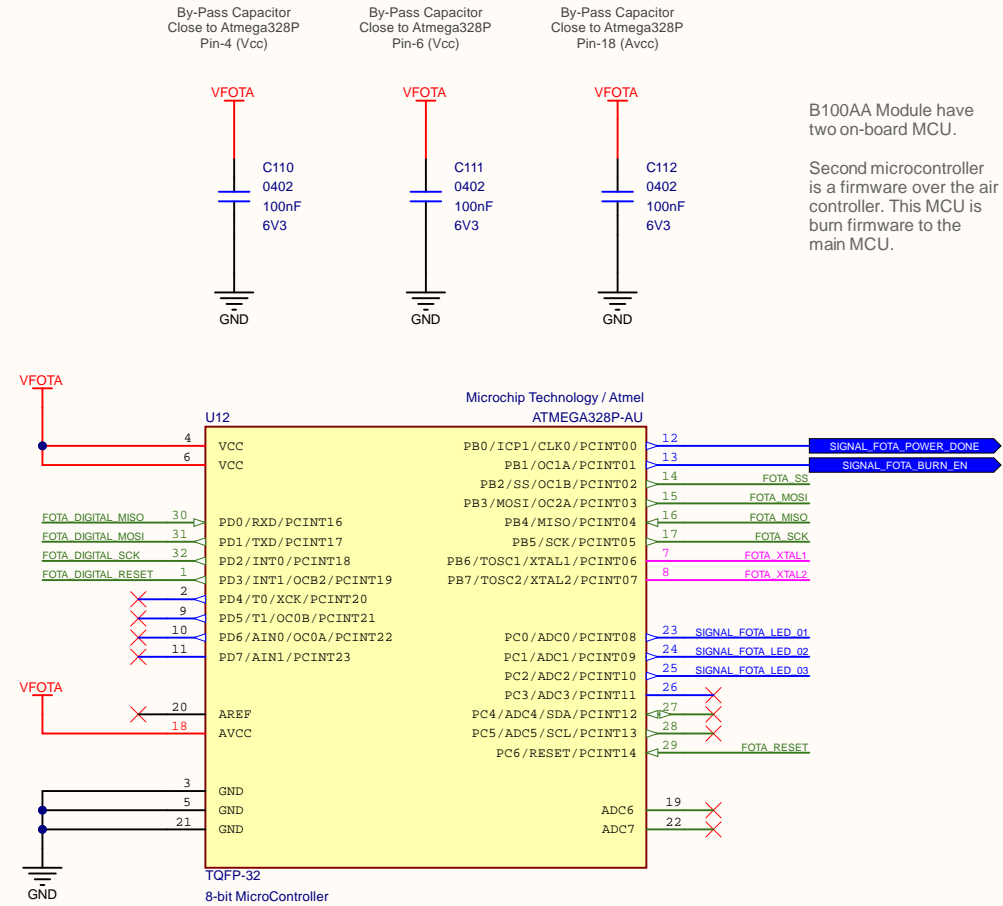 By-Pass Capacitor
Close to Atmega328P
Pin-4 (Vcc)
By-Pass Capacitor
Close to Atmega328P
Pin-6 (Vcc)
By-Pass Capacitor
Close to Atmega328P
Pin-18 (Avcc)
VFOTA
C110
0402
100nF
6V3
GND
VFOTA
C111
0402
100nF
6V3
GND
VFOTA
C112
0402
100nF
6V3
GND
B100AA Module have
two on-board MCU.
Second microcontroller
is a firmware over the air
controller. This MCU is
burn firmware to the
main MCU.
VFOTA
Microchip Technology / Atmel
U12
ATMEGA328P-AU
4 VCC
6 VCC
FOTA_DIGITAL_MISO 30 PD0/RXD/PCINT16
FOTA_DIGITAL_MOSI 31 PD1/TXD/PCINT17
FOTA_DIGITAL_SCK 32 PD2/INT0/PCINT18
FOTA_DIGITAL_RESET 1 PD3/INT1/OCB2/PCINT19
2 PD4/T0/XCK/PCINT20
9 PD5/T1/OC0B/PCINT21
10 PD6/AIN0/OC0A/PCINT22
11 PD7/AIN1/PCINT23
VFOTA
20 AREF
18 AVCC
3 GND
5 GND
21 GND
GND
PB0/ICP1/CLK0/PCINT00 12 SIGNAL_FOTA_POWER_DONE
PB1/OC1A/PCINT01 13 SIGNAL_FOTA_BURN_EN
PB2/SS/OC1B/PCINT02 14 FOTA_SS
PB3/MOSI/OC2A/PCINT03 15 FOTA_MOSI
PB4/MISO/PCINT04 16 FOTA_MISO
PB5/SCK/PCINT05 17 FOTA_SCK
PB6/TOSC1/XTAL1/PCINT06 7 FOTA_XTAL1
PB7/TOSC2/XTAL2/PCINT07 8 FOTA_XTAL2
PC0/ADC0/PCINT08 23 SIGNAL_FOTA_LED_01
PC1/ADC1/PCINT09 24 SIGNAL_FOTA_LED_02
PC2/ADC2/PCINT10 25 SIGNAL_FOTA_LED_03
PC3/ADC3/PCINT11 26
PC4/ADC4/SDA/PCINT12 27
PC5/ADC5/SCL/PCINT13 28
PC6/RESET/PCINT14 29 FOTA_RESET
ADC6 19
ADC7 22
TQFP-32
8-bit MicroController